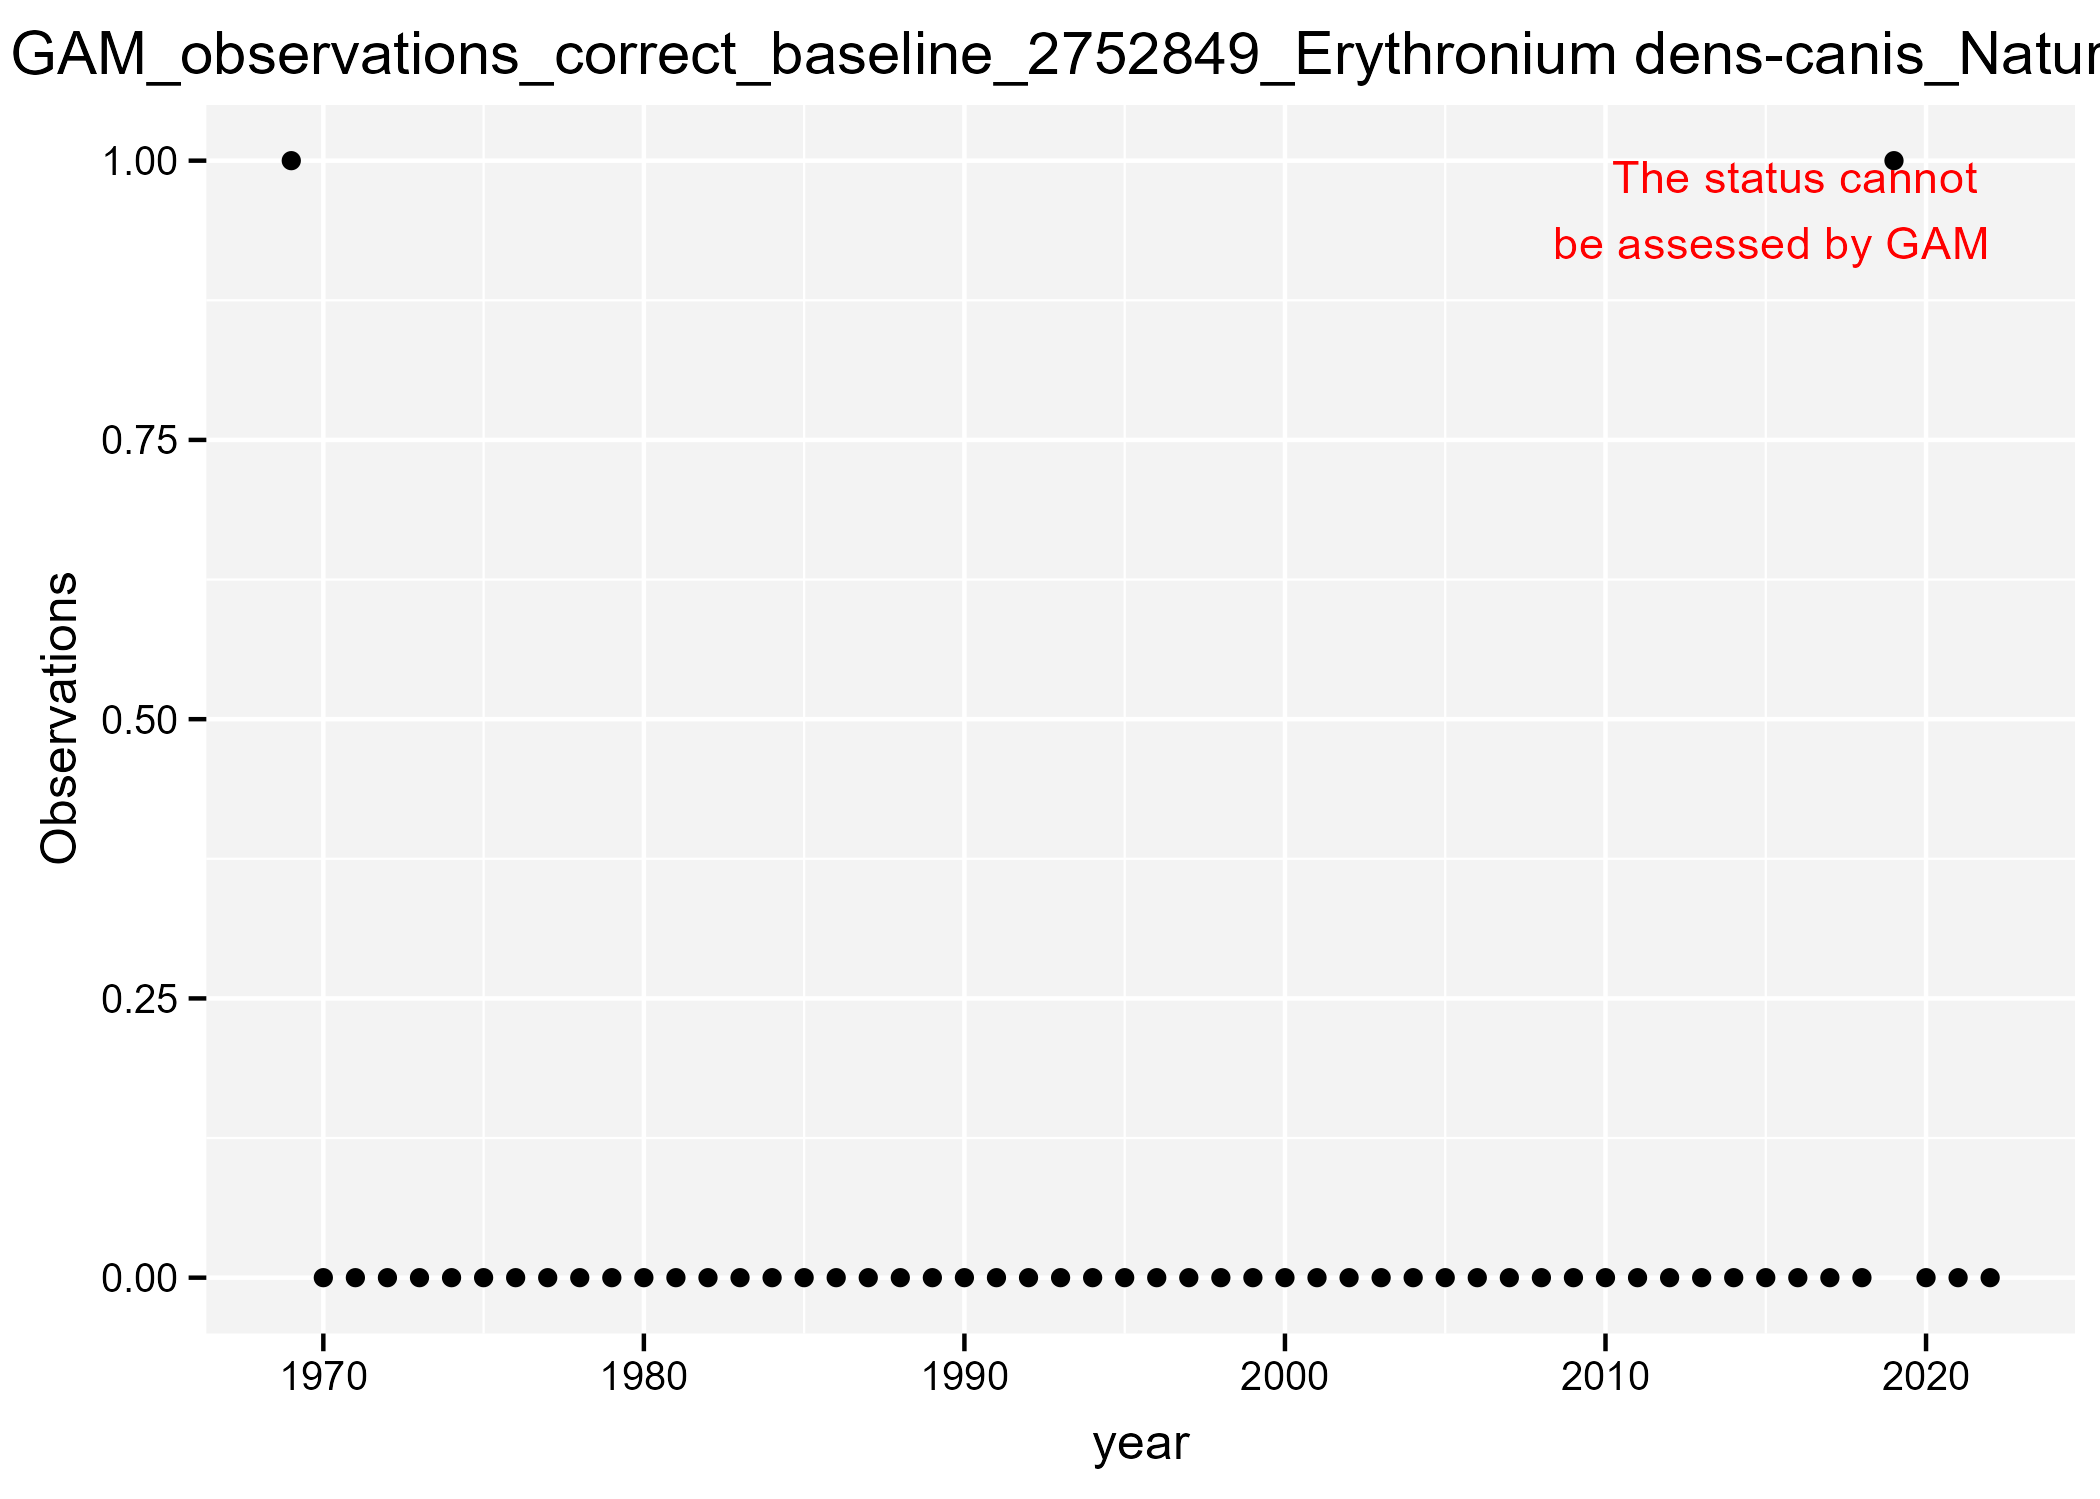 GAM_observations_correct_baseline_2752849_Erythronium dens-canis_Natur
1.00
The status cannot
be assessed by GAM
0.75
0.50
0.25
0.00
Observations
1970 1980 1990 2000 2010 2020
year